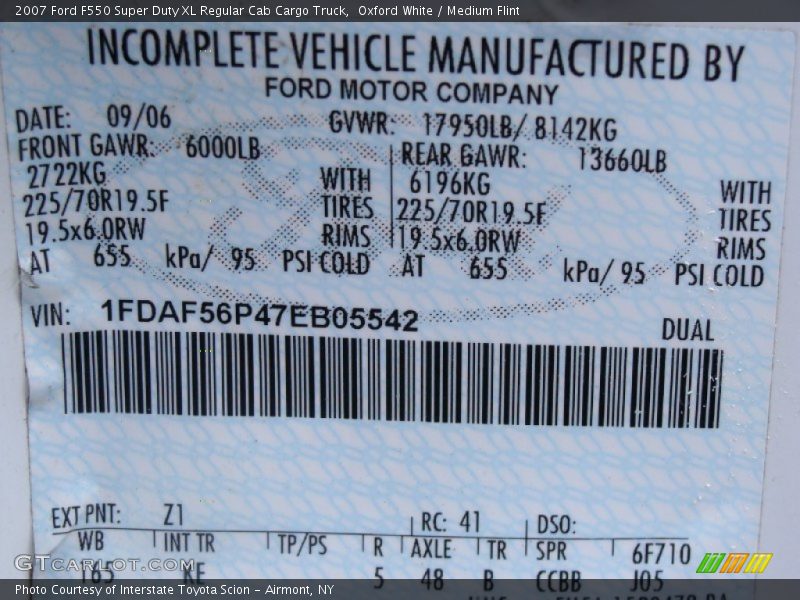 2007 Ford F550 Super Duty XL Regular Cab Cargo Truck,  Oxford White / Medium Flint
INCOMPLETE VEHICLE MANUFACTURED BY
FORD MOTOR COMPANY
DATE: 09/06 GVWR: 17950LB/ 8142KG
FRONT GAWR: 6000LB REAR GAWR: 13660LB
2722KG WITH 6196KG WITH
225/70R19.5F TIRES 225/70R19.5F TIRES
19.5x6.0RW RIMS 19.5x6.0RW RIMS
AT 655 kPa/ 95 PSI COLD AT 655 kPa/ 95 PSI COLD
VIN: 1FDAF56P47EB05542
DUAL
EXT PNT: Z1 RC: 41 DSO:
WB INT TR TP/PS R AXLE TR SPR 6F710
165 KE 5 48 B CCBB J05
GTCARLOT.COM
Photo Courtesy of Interstate Toyota Scion - Airmont, NY